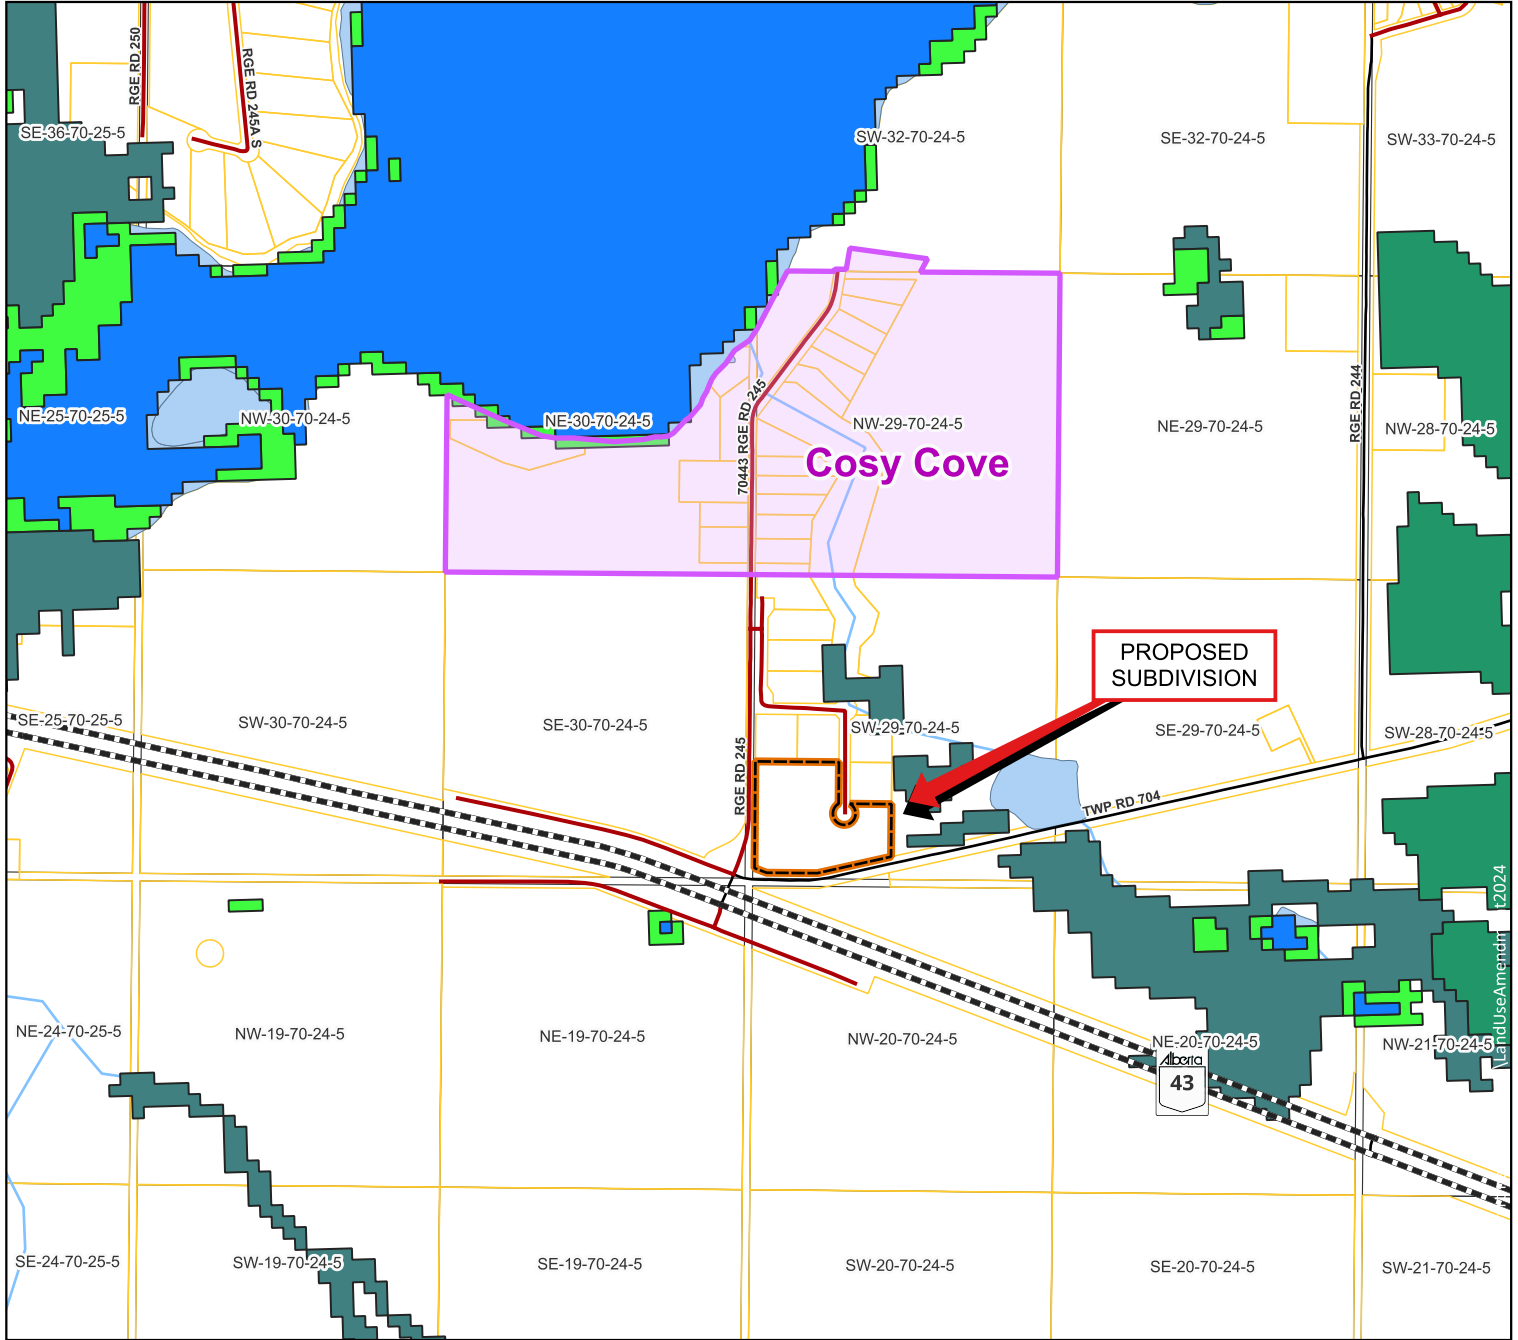 RGE RD 250
RGE RD 245A S
SE-36-70-25-5
SW-32-70-24-5
SE-32-70-24-5
SW-33-70-24-5
NE-25-70-25-5
NW-30-70-24-5
NE-30-70-24-5
70443 RGE RD 245
NW-29-70-24-5
NE-29-70-24-5
RGE RD 244
NW-28-70-24-5
Cosy Cove
PROPOSED
SUBDIVISION
SE-25-70-25-5
SW-30-70-24-5
SE-30-70-24-5
RGE RD 245
SW-29-70-24-5
SE-29-70-24-5
SW-28-70-24-5
TWP RD 704
NE-24-70-25-5
NW-19-70-24-5
NE-19-70-24-5
NW-20-70-24-5
NE-20-70-24-5
NW-21-70-24-5
Alberta
43
\LandUseAmendm t2024
SE-24-70-25-5
SW-19-70-24-5
SE-19-70-24-5
SW-20-70-24-5
SE-20-70-24-5
SW-21-70-24-5